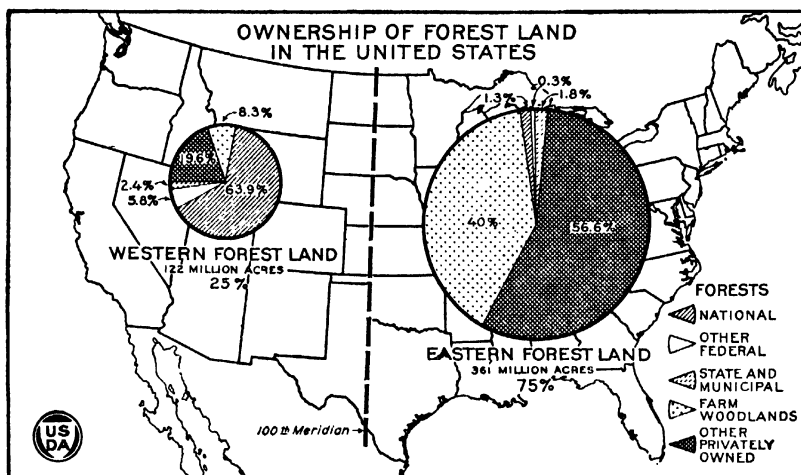 OWNERSHIP OF FOREST LAND
IN THE UNITED STATES
8.3%
19.6%
2.4%
5.8%
63.9%
WESTERN FOREST LAND
122 MILLION ACRES
25%
0.3%
1.3%
1.8%
40%
56.6%
EASTERN FOREST LAND
361 MILLION ACRES
75%
FORESTS
NATIONAL
OTHER
FEDERAL
STATE AND
MUNICIPAL
FARM
WOODLANDS
OTHER
PRIVATELY
OWNED
100th Meridian
US
DA